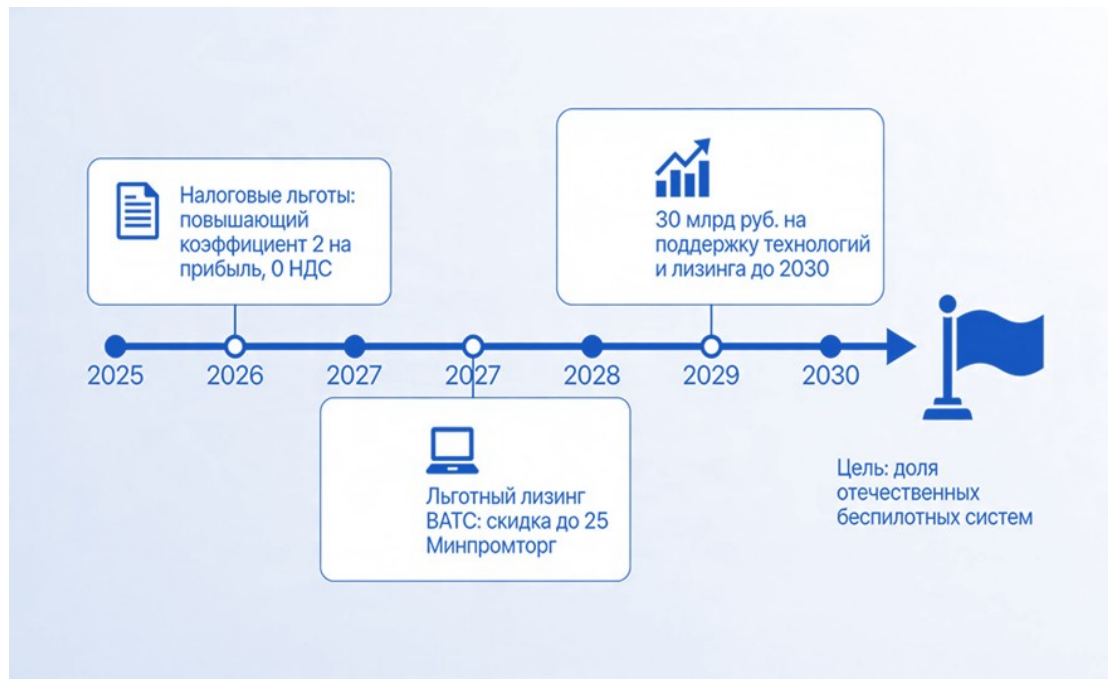 Налоговые льготы:
повышающий
коэффициент 2 на
прибыль, 0 НДС
30 млрд руб. на
поддержку технологий
и лизинга до 2030
2025
2026
2027
2027
2028
2029
2030
Льготный лизинг
ВАТС: скидка до 25
Минпромторг
Цель: доля
отечественных
беспилотных систем